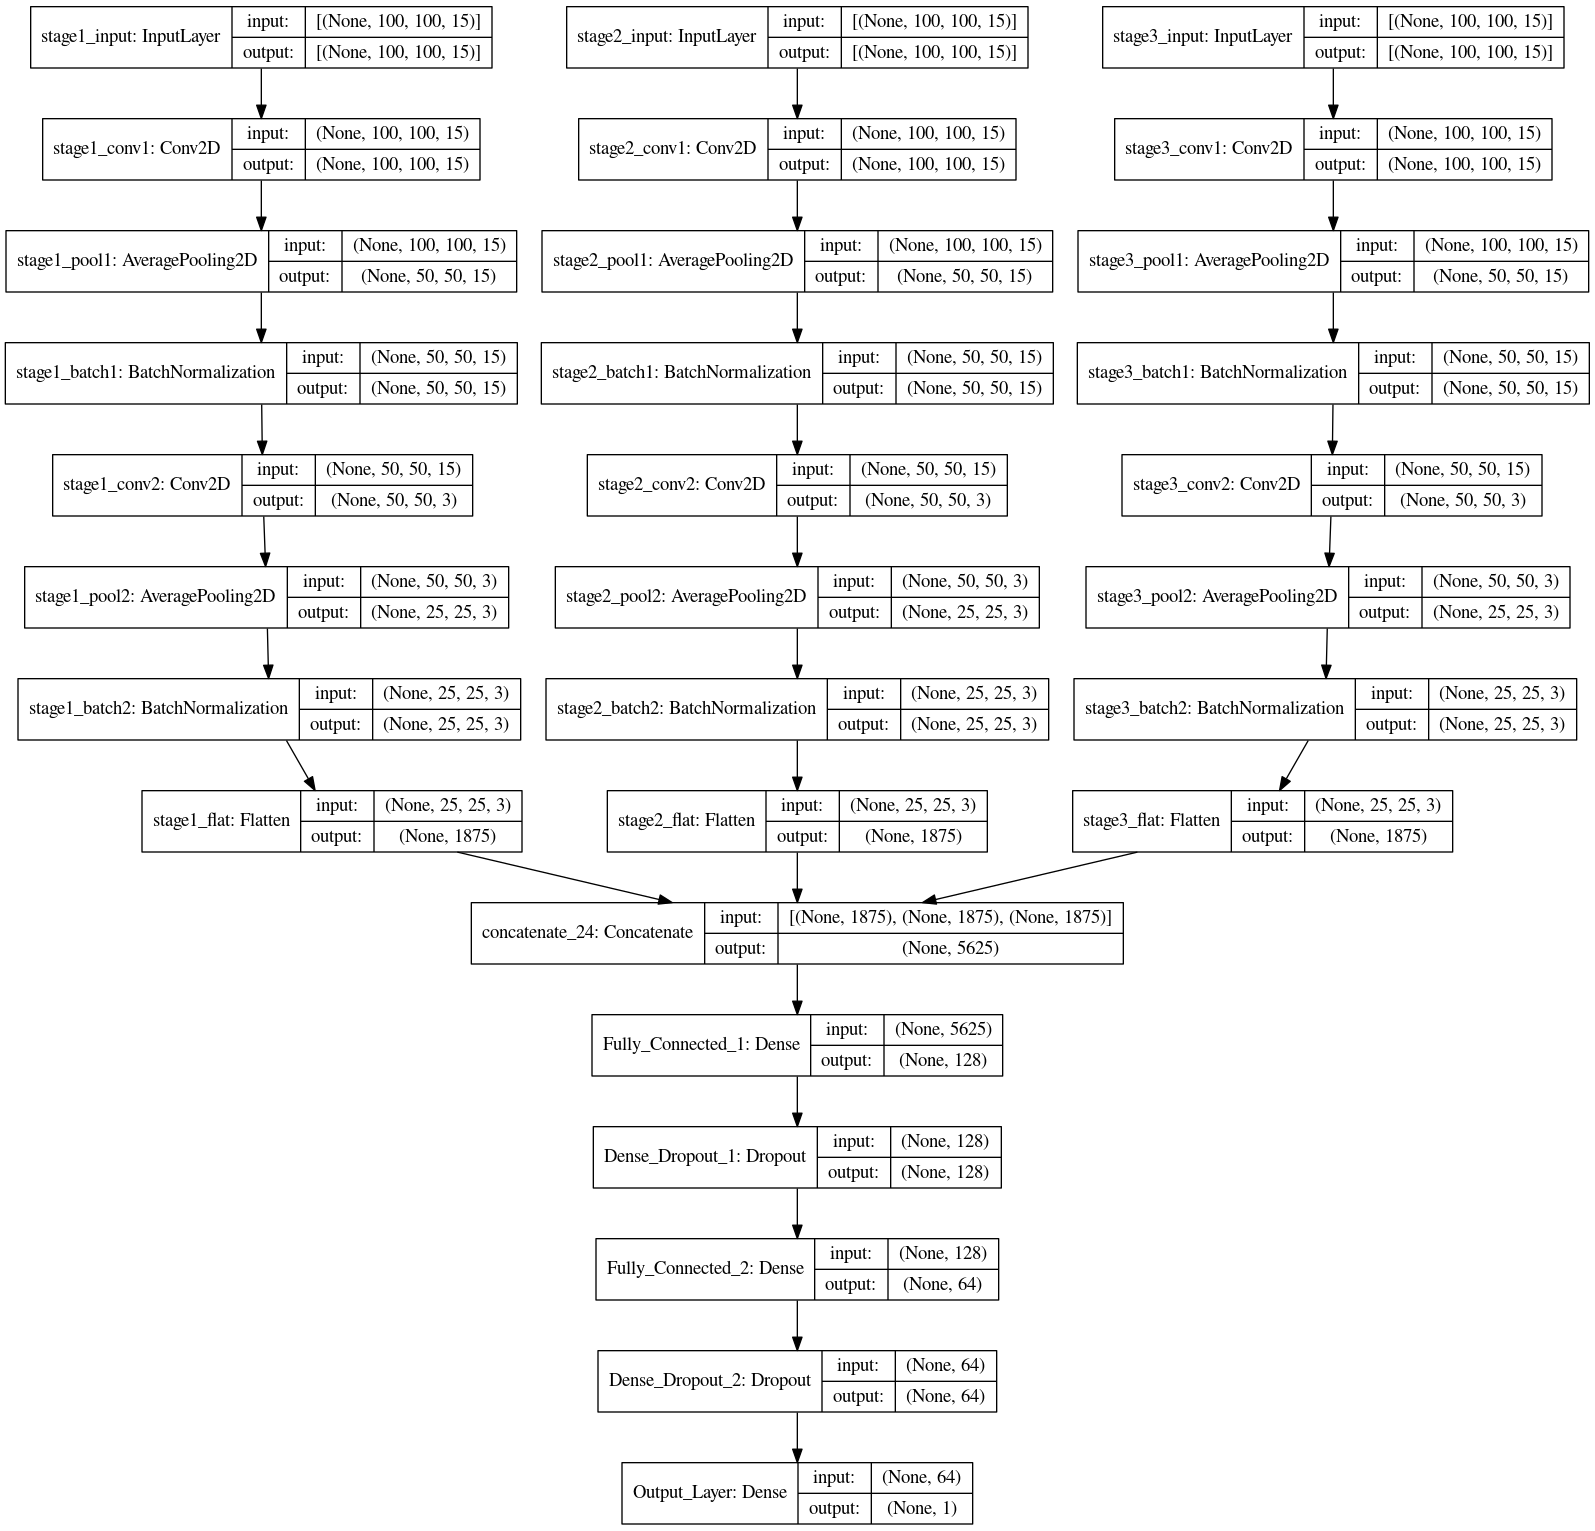 stage1_input: InputLayer
input: [(None, 100, 100, 15)]
output: [(None, 100, 100, 15)]
stage2_input: InputLayer
input: [(None, 100, 100, 15)]
output: [(None, 100, 100, 15)]
stage3_input: InputLayer
input: [(None, 100, 100, 15)]
output: [(None, 100, 100, 15)]
stage1_conv1: Conv2D
input: (None, 100, 100, 15)
output: (None, 100, 100, 15)
stage2_conv1: Conv2D
input: (None, 100, 100, 15)
output: (None, 100, 100, 15)
stage3_conv1: Conv2D
input: (None, 100, 100, 15)
output: (None, 100, 100, 15)
stage1_pool1: AveragePooling2D
input: (None, 100, 100, 15)
output: (None, 50, 50, 15)
stage2_pool1: AveragePooling2D
input: (None, 100, 100, 15)
output: (None, 50, 50, 15)
stage3_pool1: AveragePooling2D
input: (None, 100, 100, 15)
output: (None, 50, 50, 15)
stage1_batch1: BatchNormalization
input: (None, 50, 50, 15)
output: (None, 50, 50, 15)
stage2_batch1: BatchNormalization
input: (None, 50, 50, 15)
output: (None, 50, 50, 15)
stage3_batch1: BatchNormalization
input: (None, 50, 50, 15)
output: (None, 50, 50, 15)
stage1_conv2: Conv2D
input: (None, 50, 50, 15)
output: (None, 50, 50, 3)
stage2_conv2: Conv2D
input: (None, 50, 50, 15)
output: (None, 50, 50, 3)
stage3_conv2: Conv2D
input: (None, 50, 50, 15)
output: (None, 50, 50, 3)
stage1_pool2: AveragePooling2D
input: (None, 50, 50, 3)
output: (None, 25, 25, 3)
stage2_pool2: AveragePooling2D
input: (None, 50, 50, 3)
output: (None, 25, 25, 3)
stage3_pool2: AveragePooling2D
input: (None, 50, 50, 3)
output: (None, 25, 25, 3)
stage1_batch2: BatchNormalization
input: (None, 25, 25, 3)
output: (None, 25, 25, 3)
stage2_batch2: BatchNormalization
input: (None, 25, 25, 3)
output: (None, 25, 25, 3)
stage3_batch2: BatchNormalization
input: (None, 25, 25, 3)
output: (None, 25, 25, 3)
stage1_flat: Flatten
input: (None, 25, 25, 3)
output: (None, 1875)
stage2_flat: Flatten
input: (None, 25, 25, 3)
output: (None, 1875)
stage3_flat: Flatten
input: (None, 25, 25, 3)
output: (None, 1875)
concatenate_24: Concatenate
input: [(None, 1875), (None, 1875), (None, 1875)]
output: (None, 5625)
Fully_Connected_1: Dense
input: (None, 5625)
output: (None, 128)
Dense_Dropout_1: Dropout
input: (None, 128)
output: (None, 128)
Fully_Connected_2: Dense
input: (None, 128)
output: (None, 64)
Dense_Dropout_2: Dropout
input: (None, 64)
output: (None, 64)
Output_Layer: Dense
input: (None, 64)
output: (None, 1)